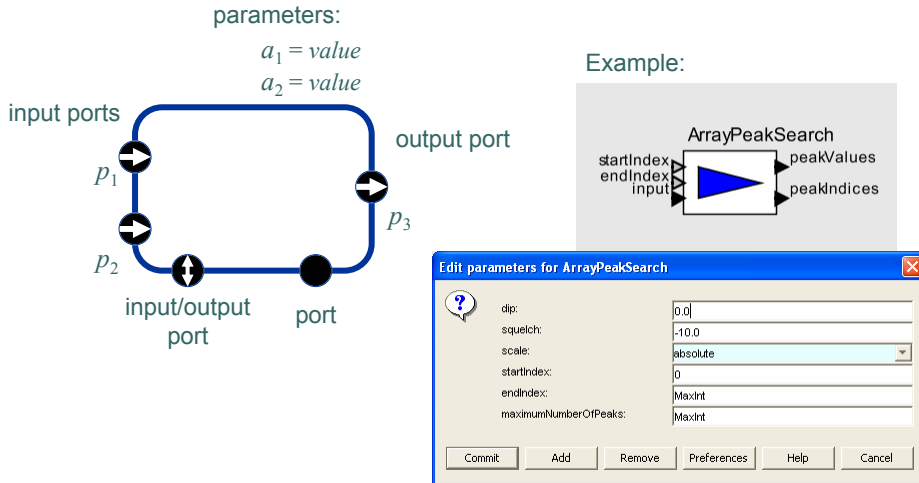 parameters:
a1 = value
a2 = value
input ports
p1
p2
output port
p3
input/output
port
port
Example:
ArrayPeakSearch
startIndex
endIndex
input
peakValues
peakIndices
Edit parameters for ArrayPeakSearch
?
dip:
0.0
squelch:
-10.0
scale:
absolute
startIndex:
0
endIndex:
MaxInt
maximumNumberOfPeaks:
MaxInt
Commit
Add
Remove
Preferences
Help
Cancel